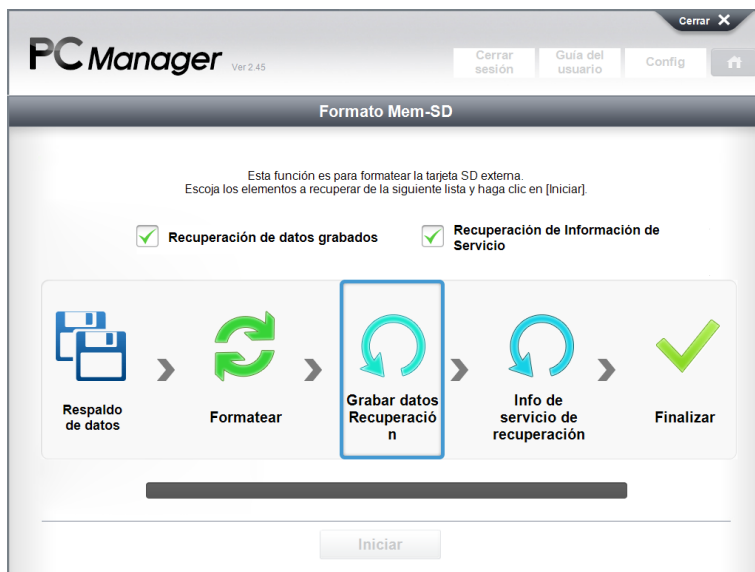 Cerrar X
PC Manager Ver 2.45
Cerrar
sesión
Guía del
usuario
Config
Formato Mem-SD
Esta función es para formatear la tarjeta SD externa.
Escoja los elementos a recuperar de la siguiente lista y haga clic en [Iniciar].
Recuperación de datos grabados
Recuperación de Información de
Servicio
Respaldo
de datos
Formatear
Grabar datos
Recuperació
n
Info de
servicio de
recuperación
Finalizar
Iniciar